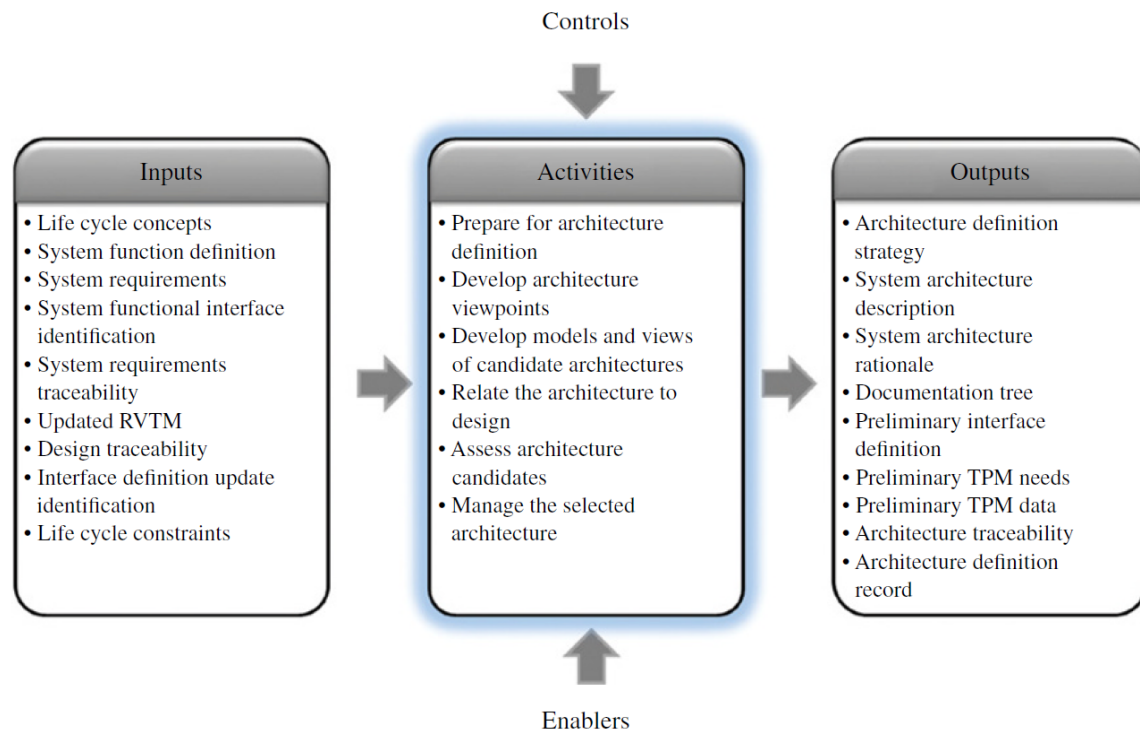 Controls
Inputs
• Life cycle concepts
• System function definition
• System requirements
• System functional interface
identification
• System requirements
traceability
• Updated RVTM
• Design traceability
• Interface definition update
identification
• Life cycle constraints
Activities
• Prepare for architecture
definition
• Develop architecture
viewpoints
• Develop models and views
of candidate architectures
• Relate the architecture to
design
• Assess architecture
candidates
• Manage the selected
architecture
Outputs
• Architecture definition
strategy
• System architecture
description
• System architecture
rationale
• Documentation tree
• Preliminary interface
definition
• Preliminary TPM needs
• Preliminary TPM data
• Architecture traceability
• Architecture definition
record
Enablers